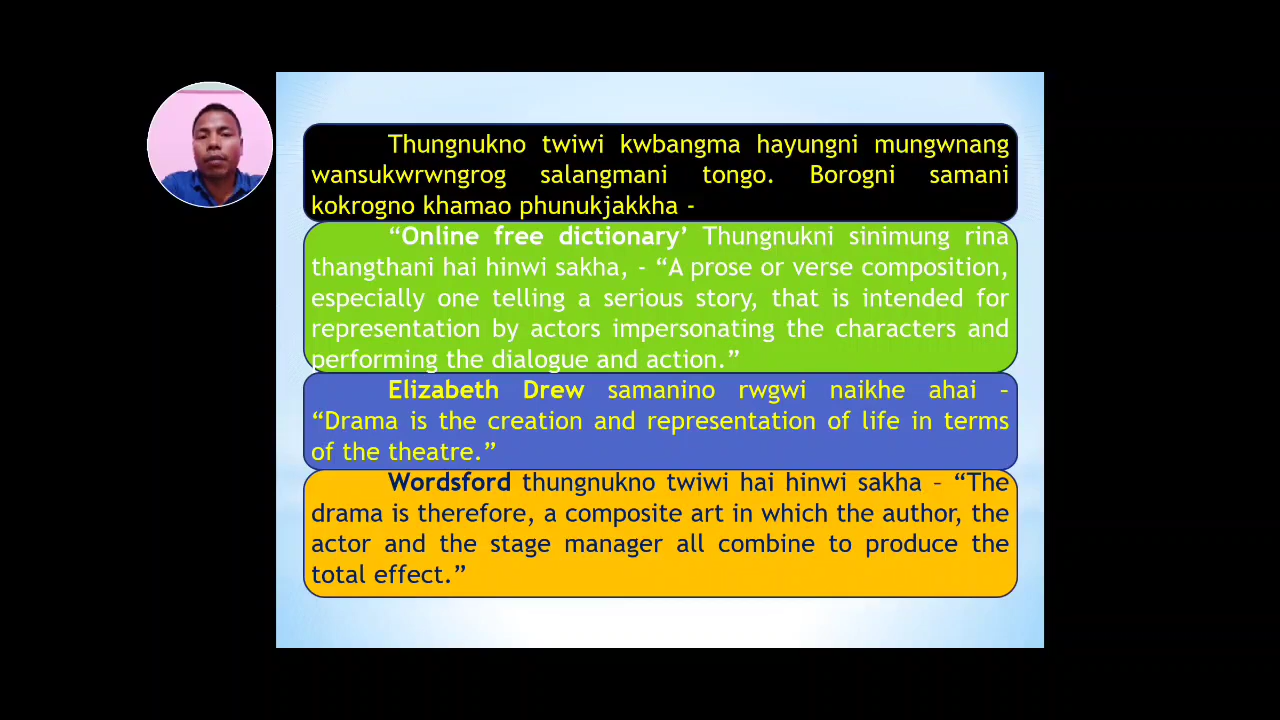 Thungnukno twiwi kwbangma hayungni mungwnang
wansukwrwngrog salangmani tongo. Borogni samani
kokrogno khamao phunukjakkha -
“Online free dictionary’ Thungnukni sinimung rina
thangthani hai hinwi sakha, - “A prose or verse composition,
especially one telling a serious story, that is intended for
representation by actors impersonating the characters and
performing the dialogue and action.”
Elizabeth Drew samanino rwgwi naikhe ahai –
“Drama is the creation and representation of life in terms
of the theatre.”
Wordsford thungnukno twiwi hai hinwi sakha – “The
drama is therefore, a composite art in which the author, the
actor and the stage manager all combine to produce the
total effect.”